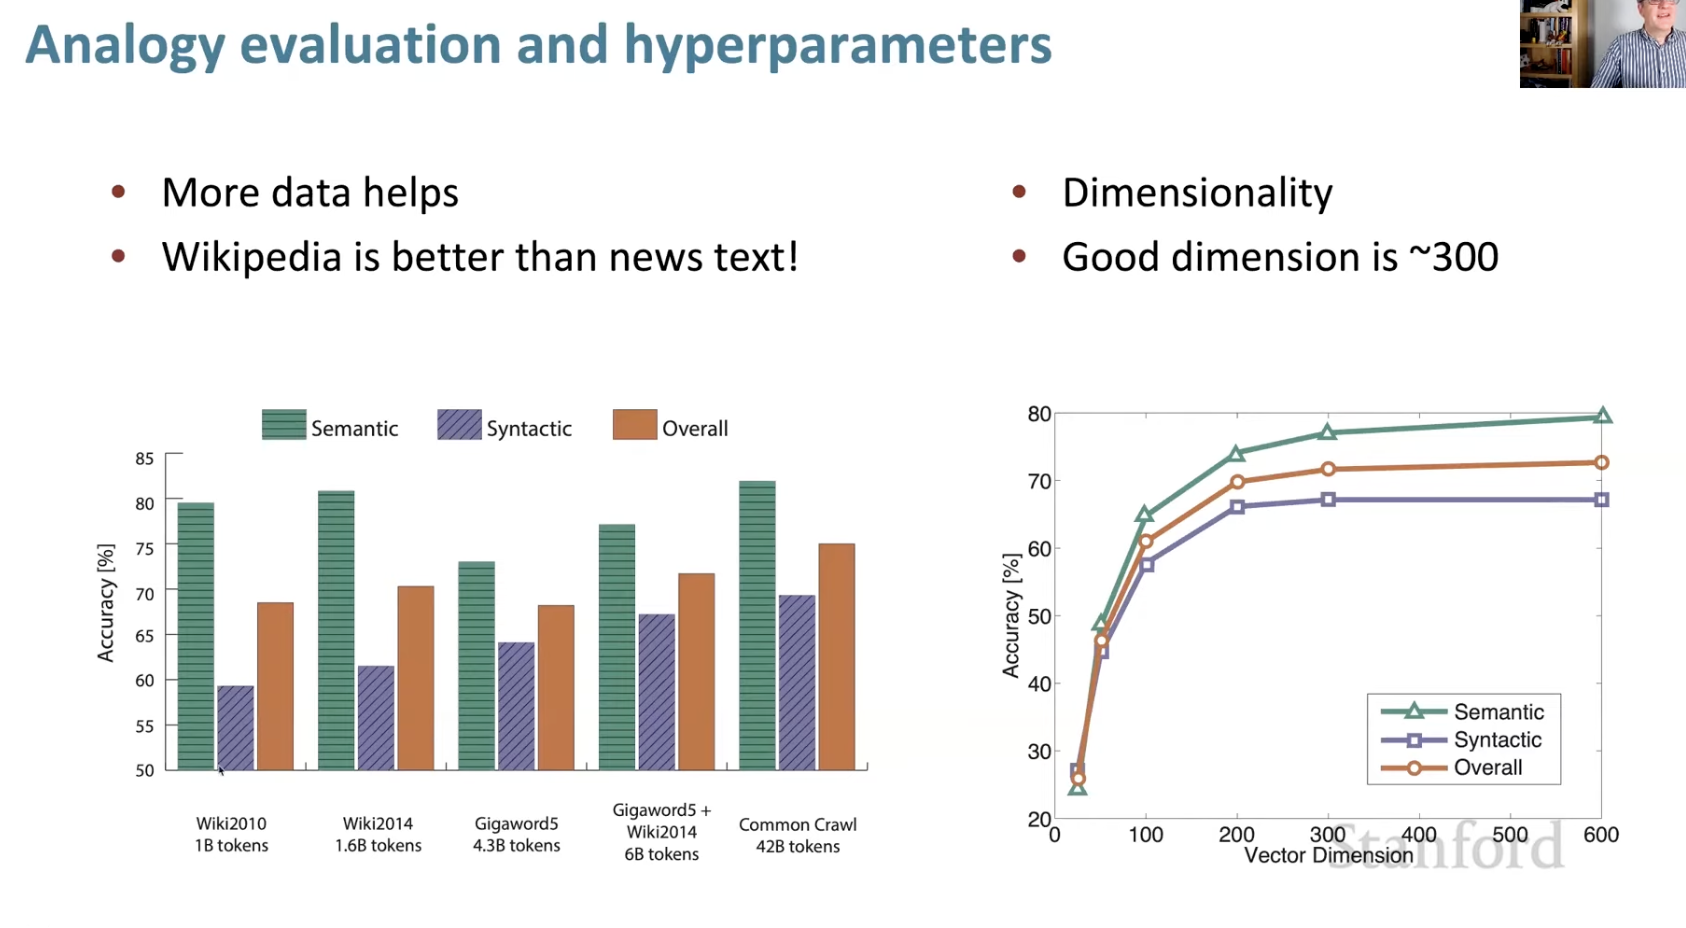 Analogy evaluation and hyperparameters
• More data helps
• Wikipedia is better than news text!
• Dimensionality
• Good dimension is ~300
Semantic Syntactic Overall
Accuracy [%]
85
80
75
70
65
60
55
50
Wiki2010
1B tokens
Wiki2014
1.6B tokens
Gigaword5
4.3B tokens
Gigaword5 +
Wiki2014
6B tokens
Common Crawl
42B tokens
Accuracy [%]
80
70
60
50
40
30
20
Semantic
Syntactic
Overall
0 100 200 300 400 500 600
Vector Dimension
Stanford